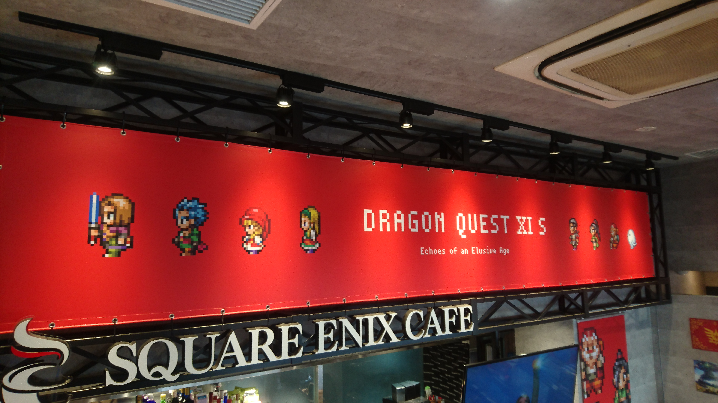 DRAGON QUEST XI S
Echoes of an Elusive Age
SQUARE ENIX CAFE